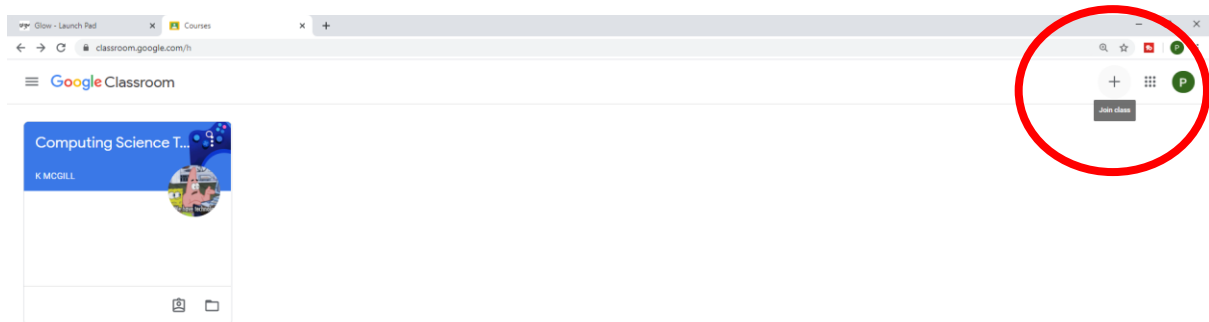 Glow - Launch Pad
Courses
classroom.google.com/h
Google Classroom
P
Join class
Computing Science T...
K MCGILL